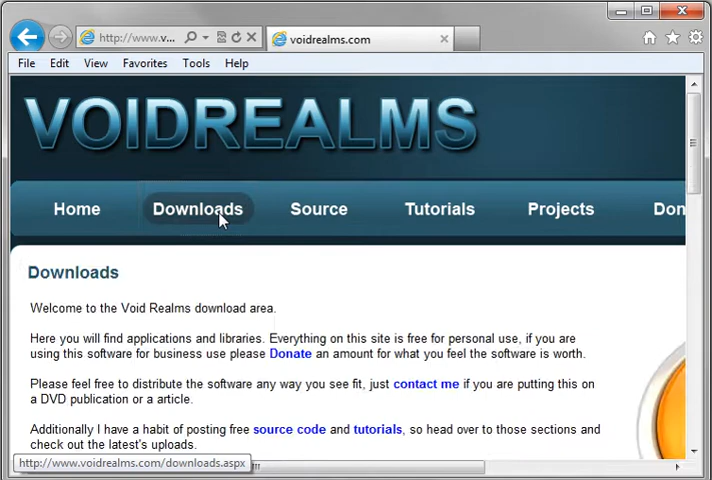 http://www.v...
voidrealms.com
File Edit View Favorites Tools Help
VOIDREALMS
Home Downloads Source Tutorials Projects Don
Downloads
Welcome to the Void Realms download area.
Here you will find applications and libraries. Everything on this site is free for personal use, if you are
using this software for business use please Donate an amount for what you feel the software is worth.
Please feel free to distribute the software any way you see fit, just contact me if you are putting this on
a DVD publication or a article.
Additionally I have a habit of posting free source code and tutorials, so head over to those sections and
check out the latest's uploads.
http://www.voidrealms.com/downloads.aspx